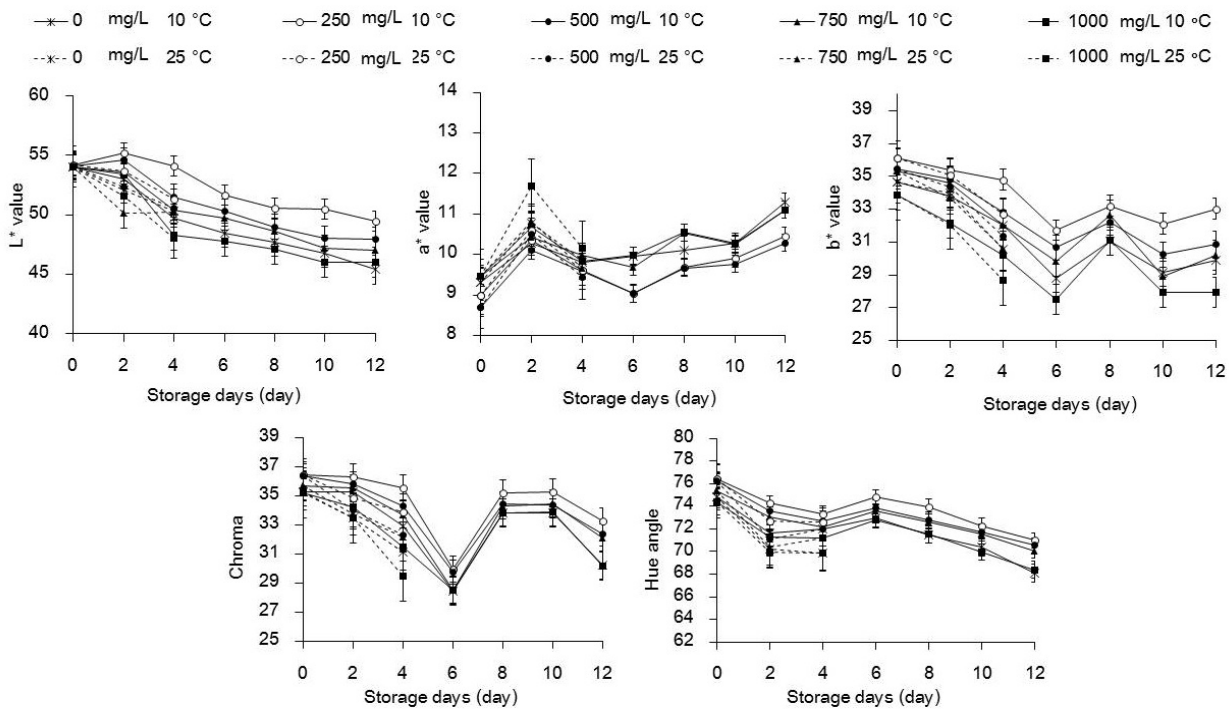 0 mg/L 10 °C 250 mg/L 10 °C 500 mg/L 10 °C 750 mg/L 10 °C 1000 mg/L 10 °C
0 mg/L 25 °C 250 mg/L 25 °C 500 mg/L 25 °C 750 mg/L 25 °C 1000 mg/L 25 °C
L* value
60
55
50
45
40
0 2 4 6 8 10 12
Storage days (day)
a* value
14
13
12
11
10
9
8
0 2 4 6 8 10 12
Storage days (day)
b* value
39
37
35
33
31
29
27
25
0 2 4 6 8 10 12
Storage days (day)
Chroma
39
37
35
33
31
29
27
25
0 2 4 6 8 10 12
Storage days (day)
Hue angle
80
78
76
74
72
70
68
66
64
62
0 2 4 6 8 10 12
Storage days (day)